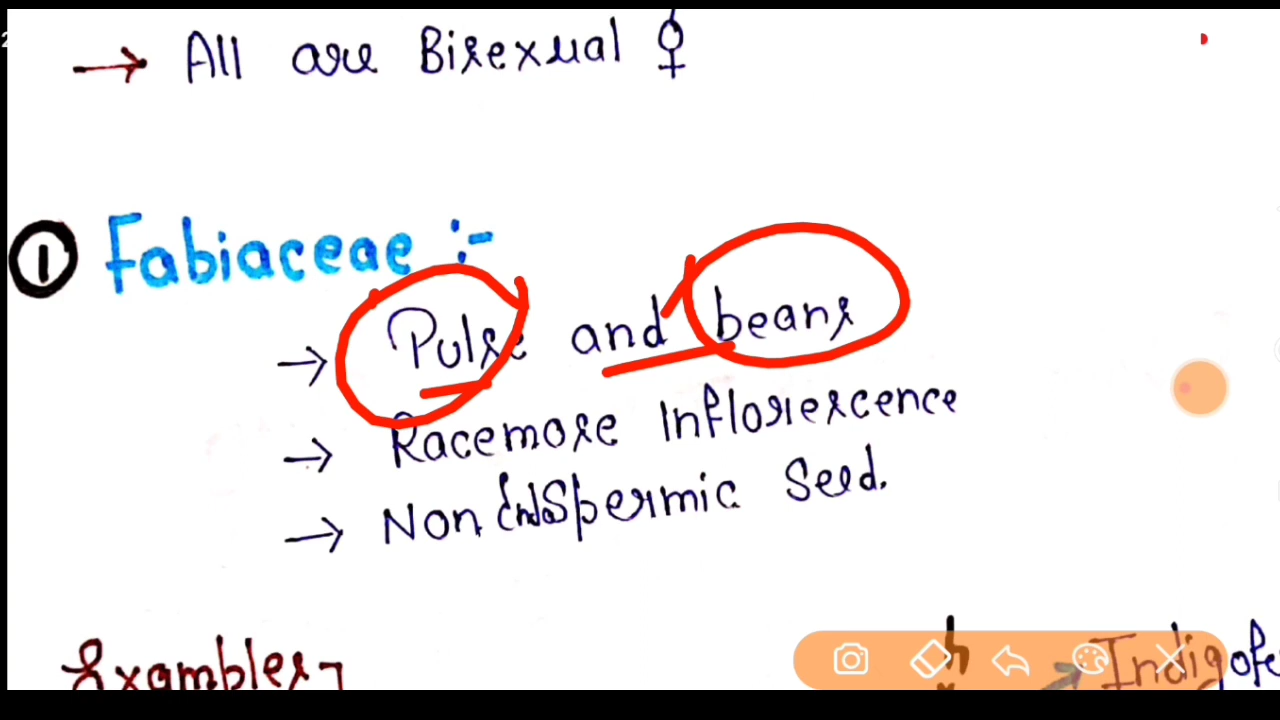 → All are Bisexual ⚥
① Fabiaceae :-
→ Pulse and beans
→ Racemose Inflorescence
→ Non EndoSpermic Seed.
Examples
→ Indigofe